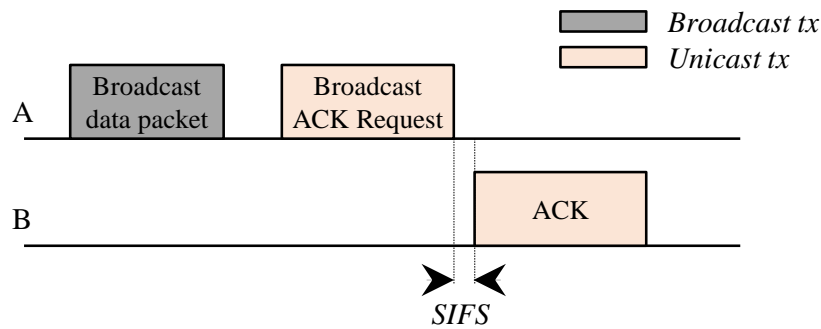 Broadcast tx
Unicast tx
Broadcast
data packet
Broadcast
ACK Request
A
ACK
B
SIFS